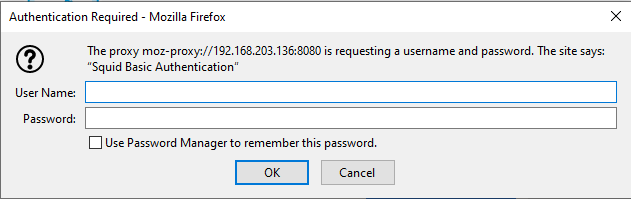 Authentication Required - Mozilla Firefox
The proxy moz-proxy://192.168.203.136:8080 is requesting a username and password. The site says:
“Squid Basic Authentication”
User Name:
Password:
Use Password Manager to remember this password.
OK
Cancel